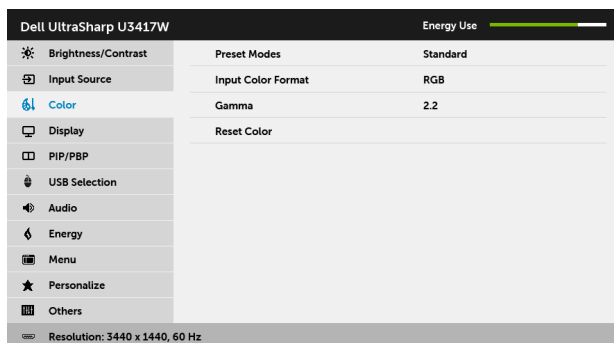 Dell UltraSharp U3417W Energy Use
Brightness/Contrast Preset Modes Standard
Input Source Input Color Format RGB
Color Gamma 2.2
Display Reset Color
PIP/PBP
USB Selection
Audio
Energy
Menu
Personalize
Others
Resolution: 3440 x 1440, 60 Hz